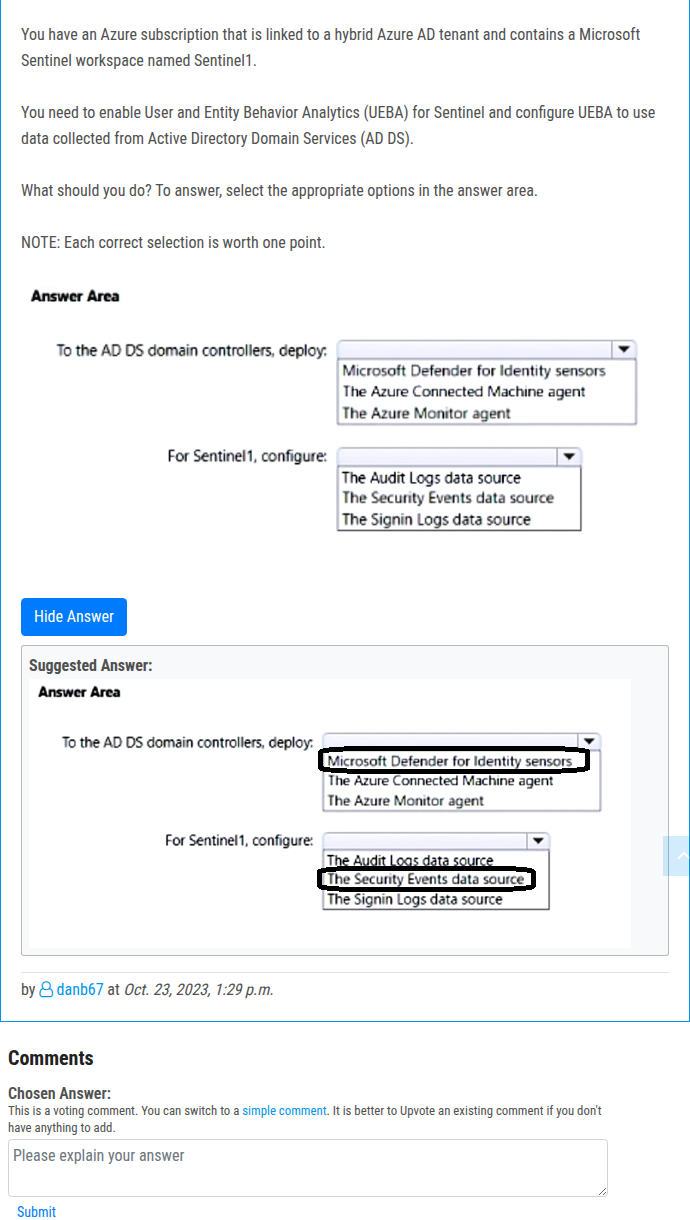 You have an Azure subscription that is linked to a hybrid Azure AD tenant and contains a Microsoft
Sentinel workspace named Sentinel1.
You need to enable User and Entity Behavior Analytics (UEBA) for Sentinel and configure UEBA to use
data collected from Active Directory Domain Services (AD DS).
What should you do? To answer, select the appropriate options in the answer area.
NOTE: Each correct selection is worth one point.
Answer Area
To the AD DS domain controllers, deploy:
Microsoft Defender for Identity sensors
The Azure Connected Machine agent
The Azure Monitor agent
For Sentinel1, configure:
The Audit Logs data source
The Security Events data source
The Signin Logs data source
Hide Answer
Suggested Answer:
Answer Area
To the AD DS domain controllers, deploy:
Microsoft Defender for Identity sensors
The Azure Connected Machine agent
The Azure Monitor agent
For Sentinel1, configure:
The Audit Logs data source
The Security Events data source
The Signin Logs data source
by danb67 at Oct. 23, 2023, 1:29 p.m.
Comments
Chosen Answer:
This is a voting comment. You can switch to a simple comment. It is better to Upvote an existing comment if you don't
have anything to add.
Please explain your answer
Submit